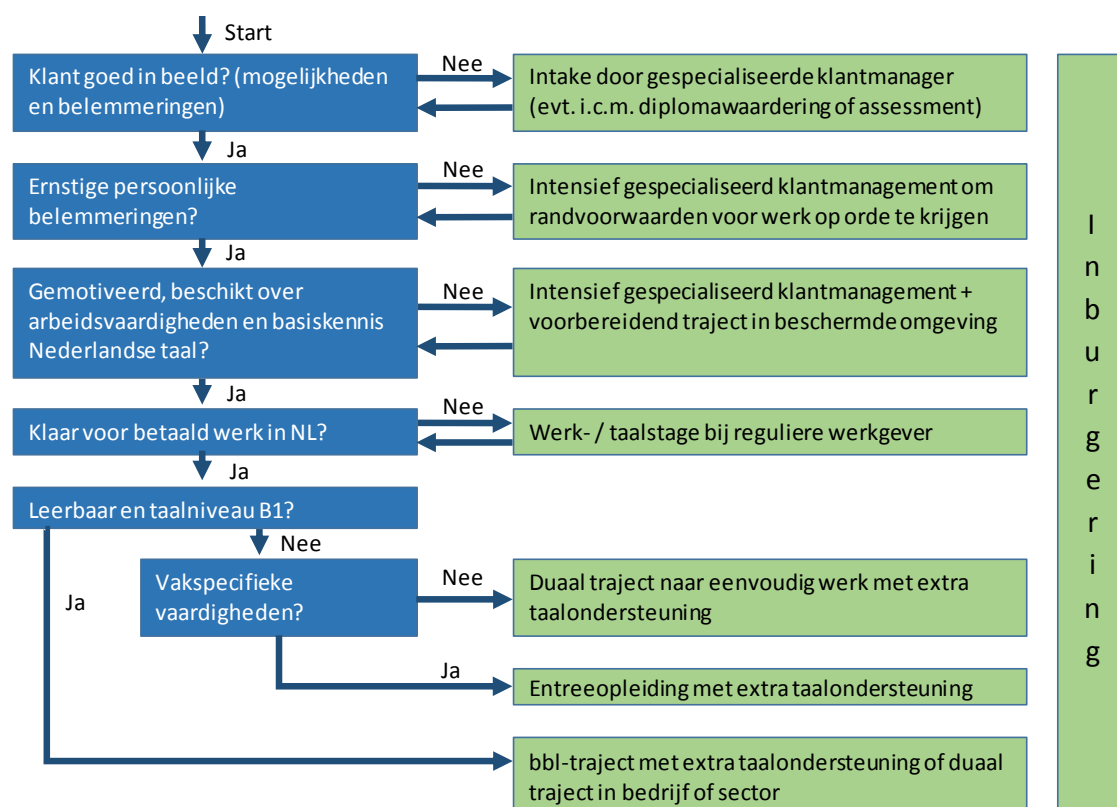 Start
Klant goed in beeld? (mogelijkheden
en belemmeringen)
Nee
Intake door gespecialiseerde klantmanager
(evt. i.c.m. diplomawaardering of assessment)
Ja
Ernstige persoonlijke
belemmeringen?
Nee
Intensief gespecialiseerd klantmanagement om
randvoorwaarden voor werk op orde te krijgen
Ja
Gemotiveerd, beschikt over
arbeidsvaardigheden en basiskennis
Nederlandse taal?
Nee
Intensief gespecialiseerd klantmanagement +
voorbereidend traject in beschermde omgeving
Ja
Klaar voor betaald werk in NL?
Nee
Werk- / taalstage bij reguliere werkgever
Ja
Leerbaar en taalniveau B1?
Nee
Vakspecifieke
vaardigheden?
Nee
Duaal traject naar eenvoudig werk met extra
taalondersteuning
Ja
Ja
Entreeopleiding met extra taalondersteuning
bbl-traject met extra taalondersteuning of duaal
traject in bedrijf of sector
Inburgering